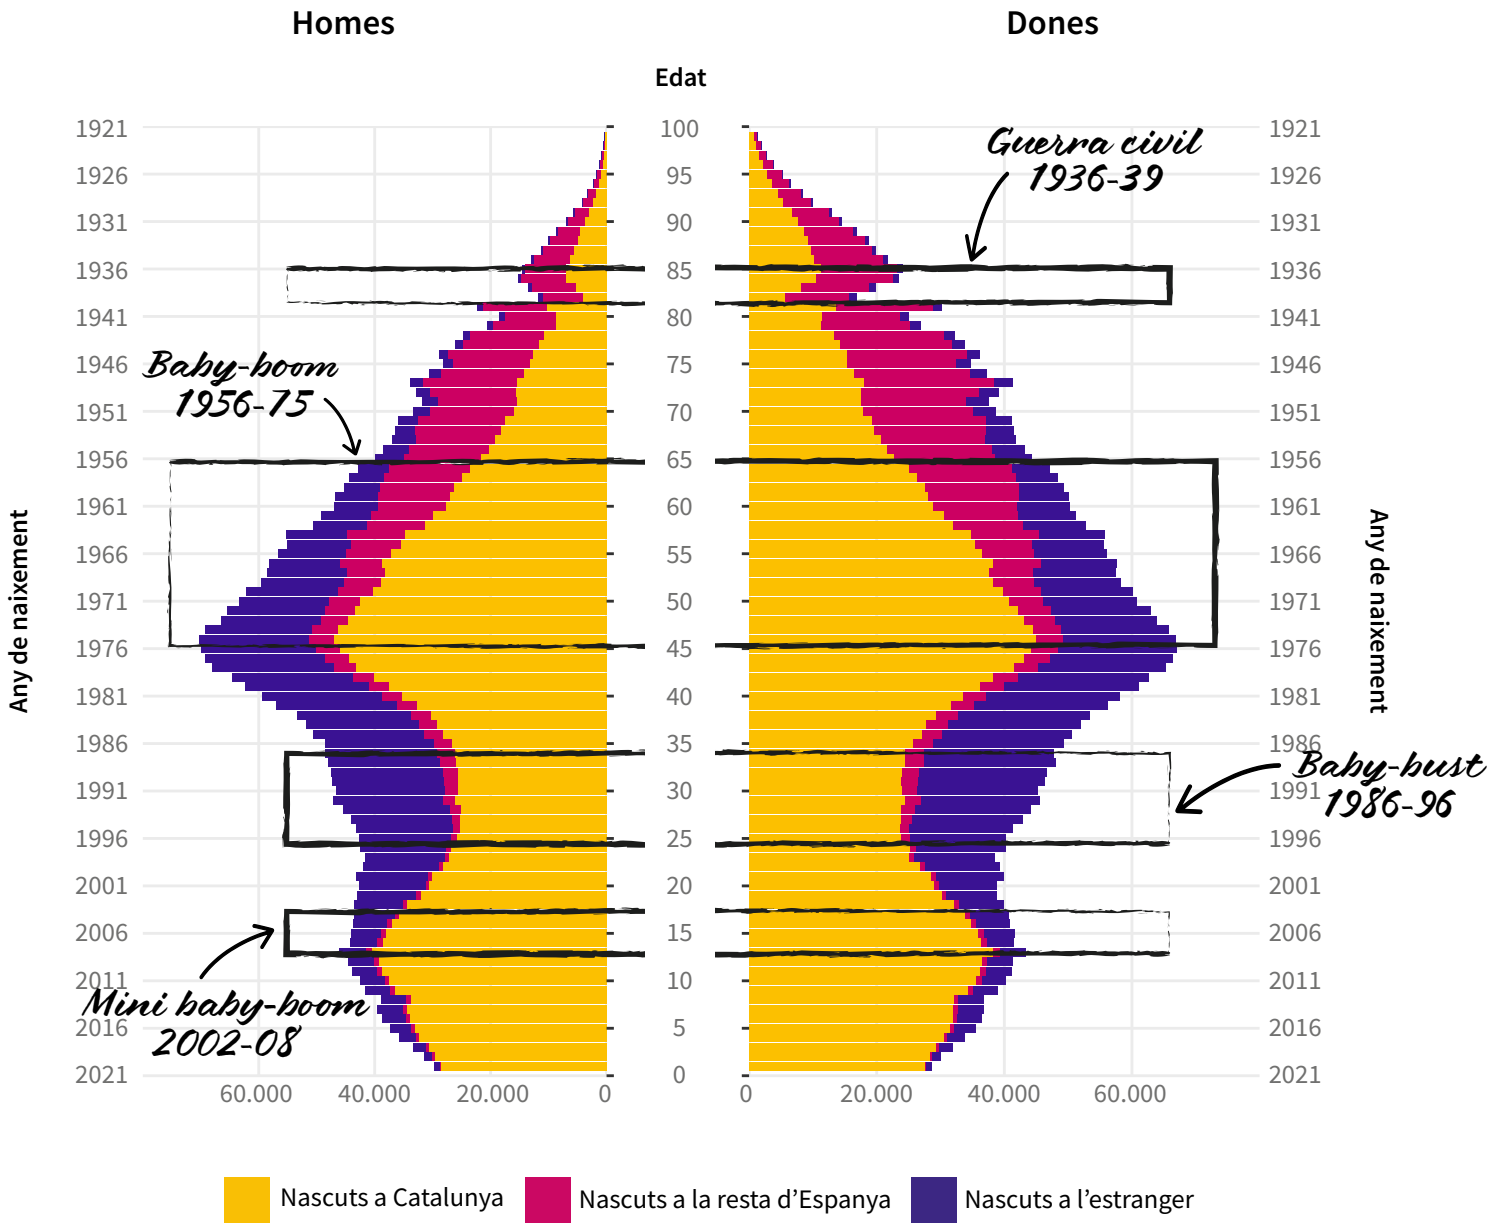 Homes
Dones
Edat
1921 100 1921
1926 95 1926
1931 90 1931
1936 85 1936
1941 80 1941
1946 75 1946
1951 70 1951
1956 65 1956
1961 60 1961
1966 55 1966
1971 50 1971
1976 45 1976
1981 40 1981
1986 35 1986
1991 30 1991
1996 25 1996
2001 20 2001
2006 15 2006
2011 10 2011
2016 5 2016
2021 0 2021
Guerra civil
1936-39
Baby-boom
1956-75
Baby-bust
1986-96
Mini baby-boom
2002-08
Any de naixement
Any de naixement
60.000 40.000 20.000 0 0 20.000 40.000 60.000
Nascuts a Catalunya
Nascuts a la resta d’Espanya
Nascuts a l’estranger